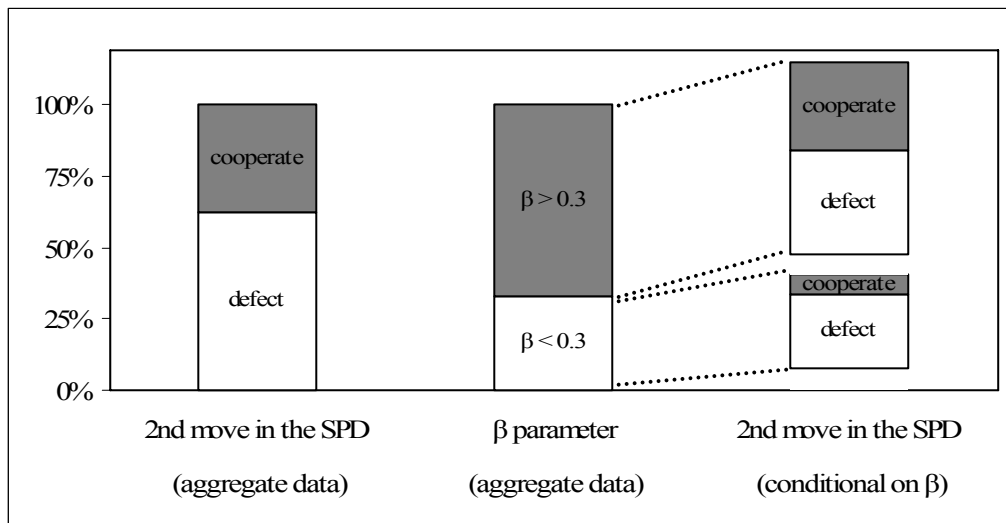 100%
75%
50%
25%
0%
cooperate
defect
β > 0.3
β < 0.3
cooperate
defect
cooperate
defect
2nd move in the SPD
(aggregate data)
β parameter
(aggregate data)
2nd move in the SPD
(conditional on β)